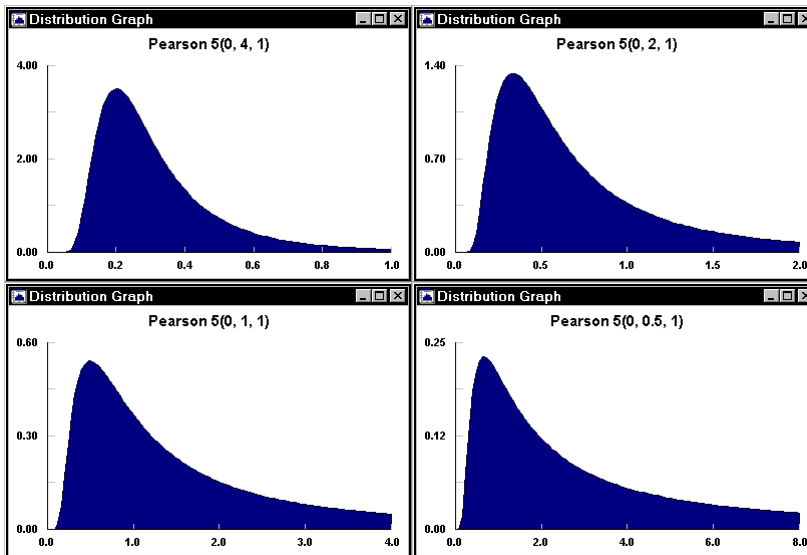 Distribution Graph
Pearson 5(0, 4, 1)
4.00
2.00
0.00
0.0 0.2 0.4 0.6 0.8 1.0
Distribution Graph
Pearson 5(0, 2, 1)
1.40
0.70
0.00
0.0 0.5 1.0 1.5 2.0
Distribution Graph
Pearson 5(0, 1, 1)
0.60
0.30
0.00
0.0 1.0 2.0 3.0 4.0
Distribution Graph
Pearson 5(0, 0.5, 1)
0.25
0.12
0.00
0.0 2.0 4.0 6.0 8.0